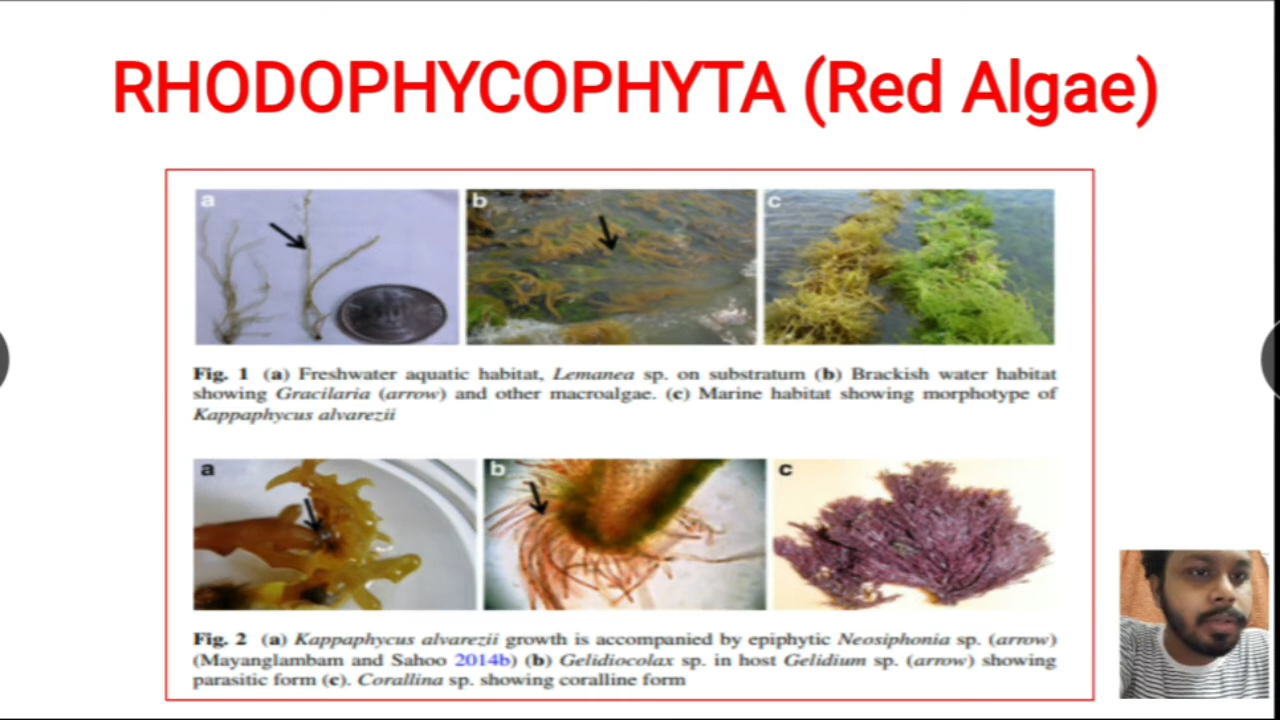 RHODOPHYCOPHYTA (Red Algae)
a
b
c
Fig. 1 (a) Freshwater aquatic habitat, Lemanea sp. on substratum (b) Brackish water habitat
showing Gracilaria (arrow) and other macroalgae. (c) Marine habitat showing morphotype of
Kappaphycus alvarezii
a
b
c
Fig. 2 (a) Kappaphycus alvarezii growth is accompanied by epiphytic Neosiphonia sp. (arrow)
(Mayanglambam and Sahoo 2014b) (b) Gelidiocolax sp. in host Gelidium sp. (arrow) showing
parasitic form (c). Corallina sp. showing coralline form